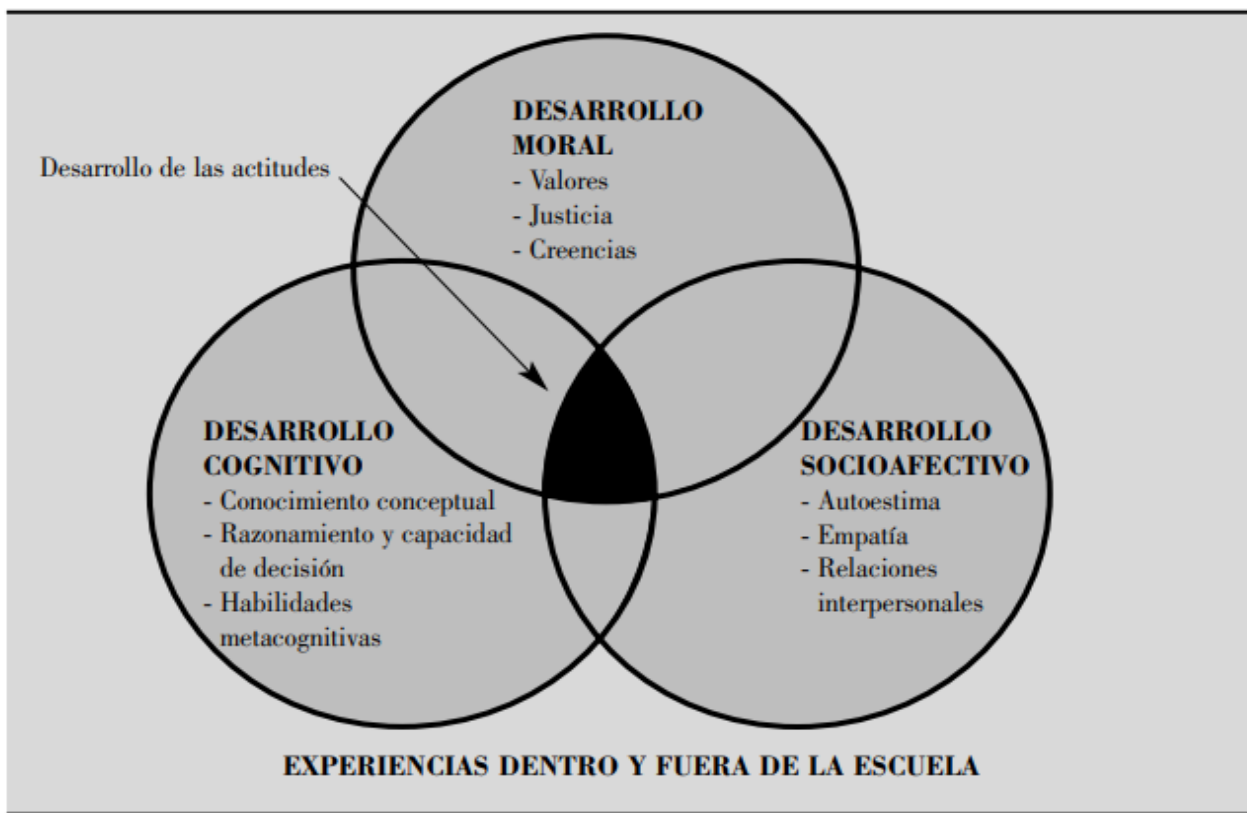 DESARROLLO
MORAL
- Valores
- Justicia
- Creencias
Desarrollo de las actitudes
DESARROLLO
COGNITIVO
- Conocimiento conceptual
- Razonamiento y capacidad
de decisión
- Habilidades
metacognitivas
DESARROLLO
SOCIOAFECTIVO
- Autoestima
- Empatía
- Relaciones
interpersonales
EXPERIENCIAS DENTRO Y FUERA DE LA ESCUELA